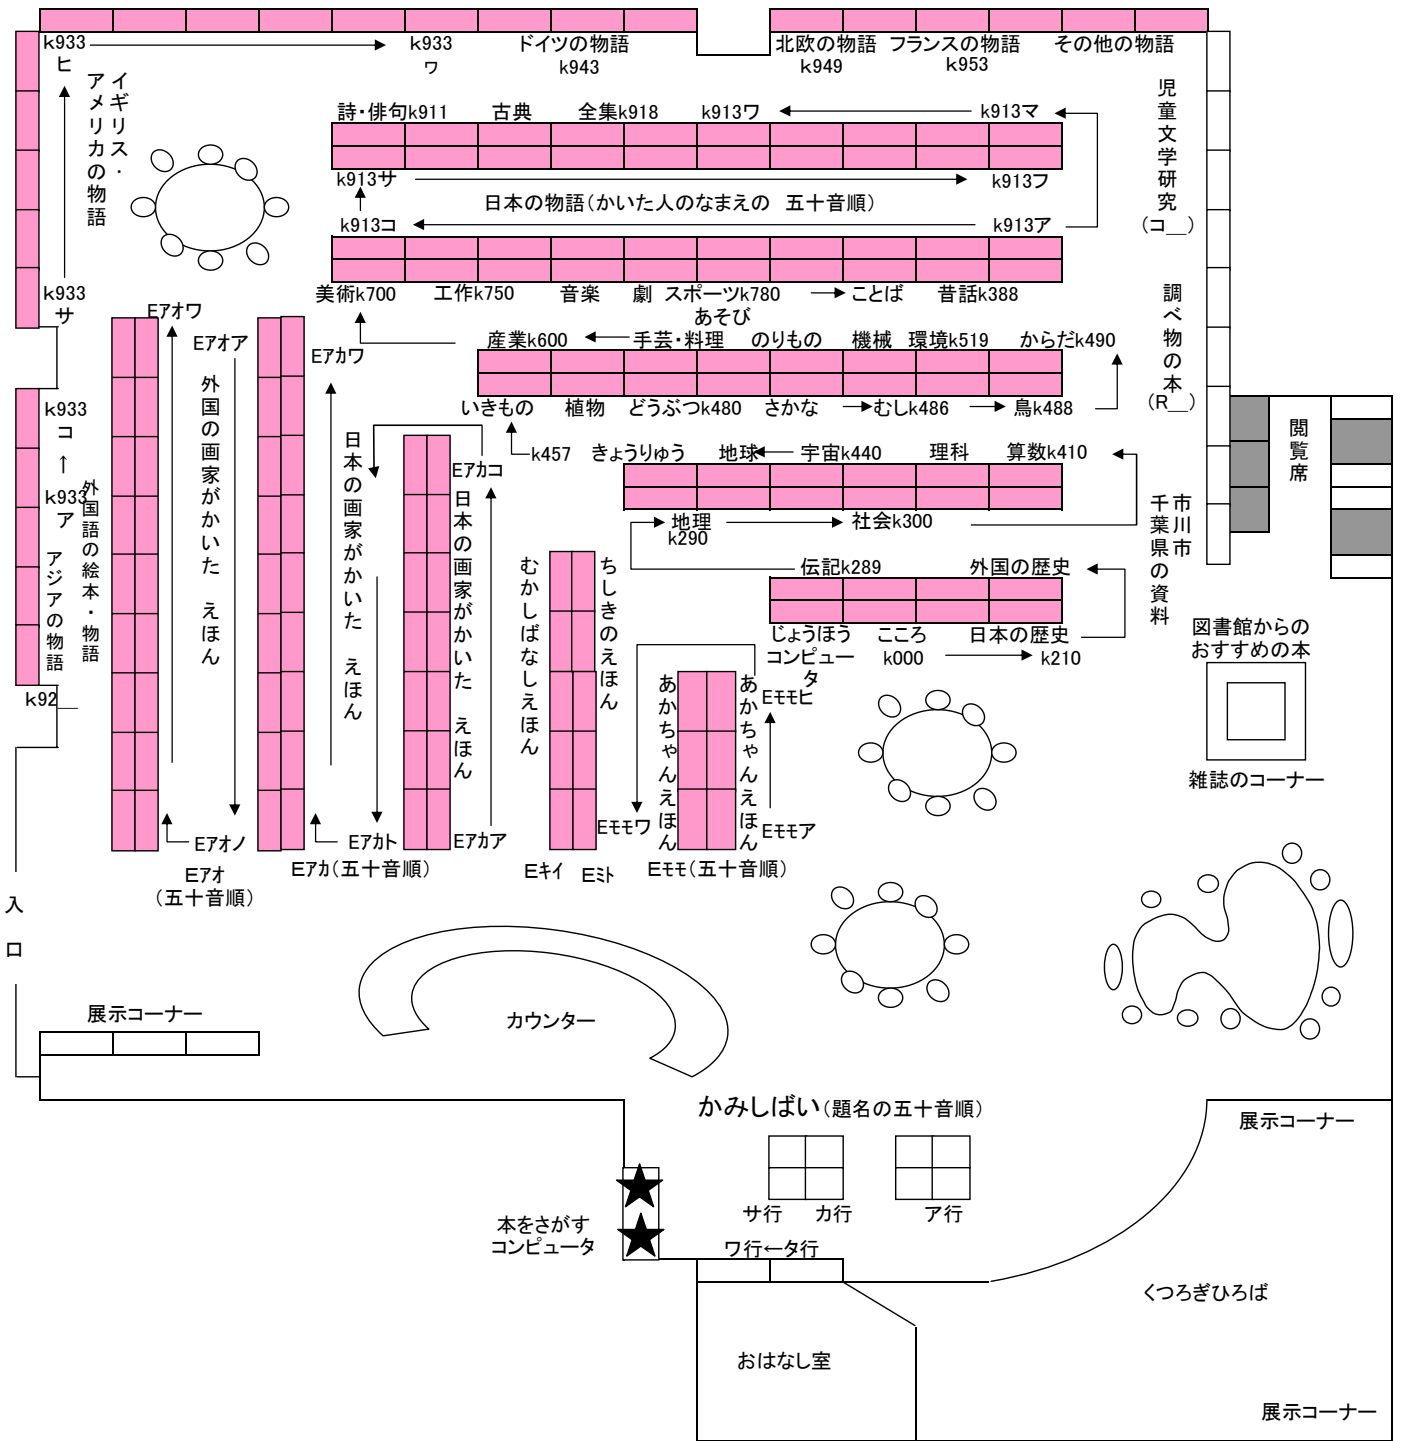 k933
ヒ
k933
ワ
ドイツの物語
k943
北欧の物語
k949
フランスの物語
k953
その他の物語
イギリス・
アメリカの物語
児童文学研究
(コ__)
詩・俳句k911
古典
全集k918
k913ワ
k913マ
k913サ
k913フ
日本の物語(かいた人のなまえの 五十音順)
k913コ
k913ア
k933
サ
美術k700
工作k750
音楽
劇
スポーツk780
あそび
ことば
昔話k388
調べ物の本
(R__)
Eアオワ
Eアオア
Eアカワ
産業k600
手芸・料理
のりもの
機械
環境k519
からだk490
外国の画家がかいた えほん
日本の画家がかいた えほん
いきもの
植物
どうぶつk480
さかな
むし k486
鳥k488
k933
コ
↑
k933
ア
外国語の絵本・物語
アジアの物語
k92__
Eアカコ
日本の画家がかいた えほん
k457
きょうりゅう
地球
宇宙k440
理科
算数k410
閲覧席
市川市
千葉県の資料
地理
k290
社会k300
むかしばなしえほん
ちしきのえほん
伝記k289
外国の歴史
じょうほう
コンピュータ
こころ
k000
日本の歴史
k210
図書館からの
おすすめの本
雑誌のコーナー
あかちゃんえほん
あかちゃんえほん
Eモモヒ
Eモモワ
Eモモア
Eアオノ
Eアオ
(五十音順)
Eアカト
Eアカア
Eアカ(五十音順)
Eキイ
Eミト
Eモモ(五十音順)
入
口
展示コーナー
カウンター
かみしばい(題名の五十音順)
展示コーナー
サ行
カ行
ア行
本をさがす
コンピュータ
ワ行←タ行
くつろぎひろば
おはなし室
展示コーナー